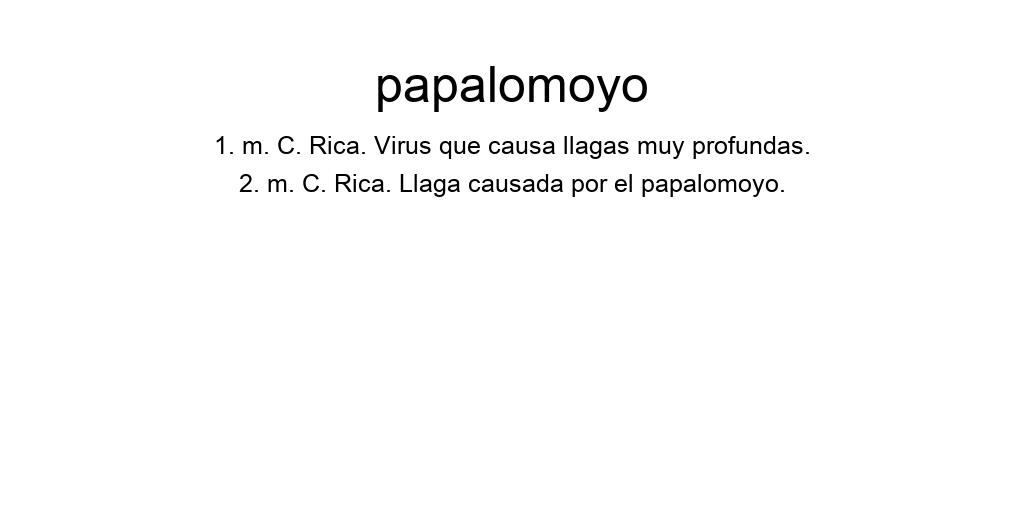 papalomoyo
1. m. C. Rica. Virus que causa llagas muy profundas.
2. m. C. Rica. Llaga causada por el papalomoyo.